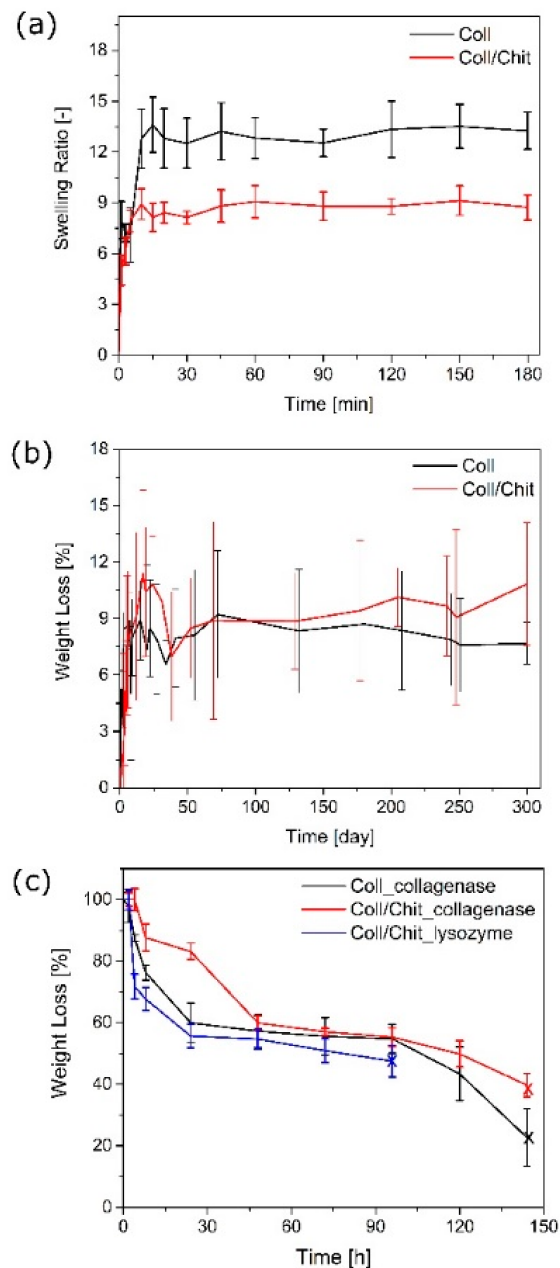 (a)
Coll
Coll/Chit
18
15
12
9
6
3
0
Swelling Ratio [-]
0 30 60 90 120 150 180
Time [min]
(b)
Coll
Coll/Chit
18
15
12
9
6
3
0
Weight Loss [%]
0 50 100 150 200 250 300
Time [day]
(c)
Coll_collagenase
Coll/Chit_collagenase
Coll/Chit_lysozyme
100
80
60
40
20
0
Weight Loss [%]
0 30 60 90 120 150
Time [h]